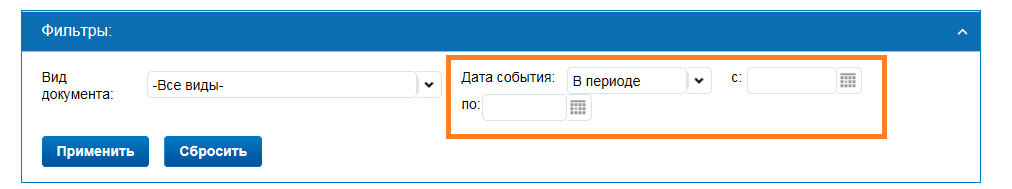 Фильтры:
Вид документа: -Все виды- Дата события: В периоде с:
по:
Применить Сбросить